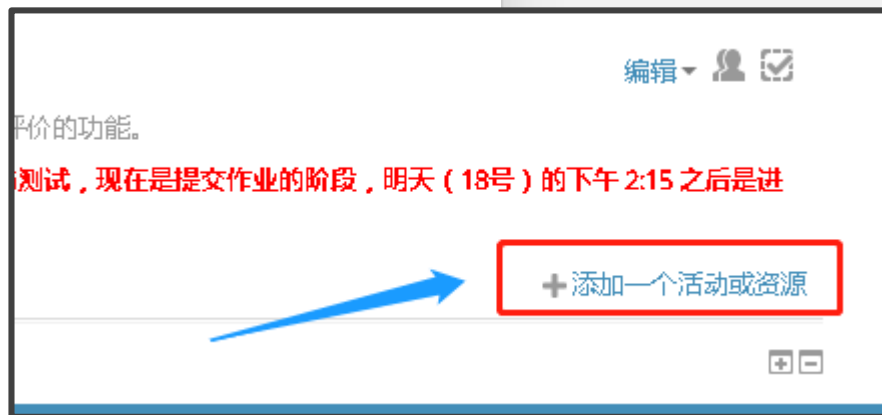 编辑
评价的功能。
测试，现在是提交作业的阶段，明天（18号）的下午 2:15 之后是进
添加一个活动或资源